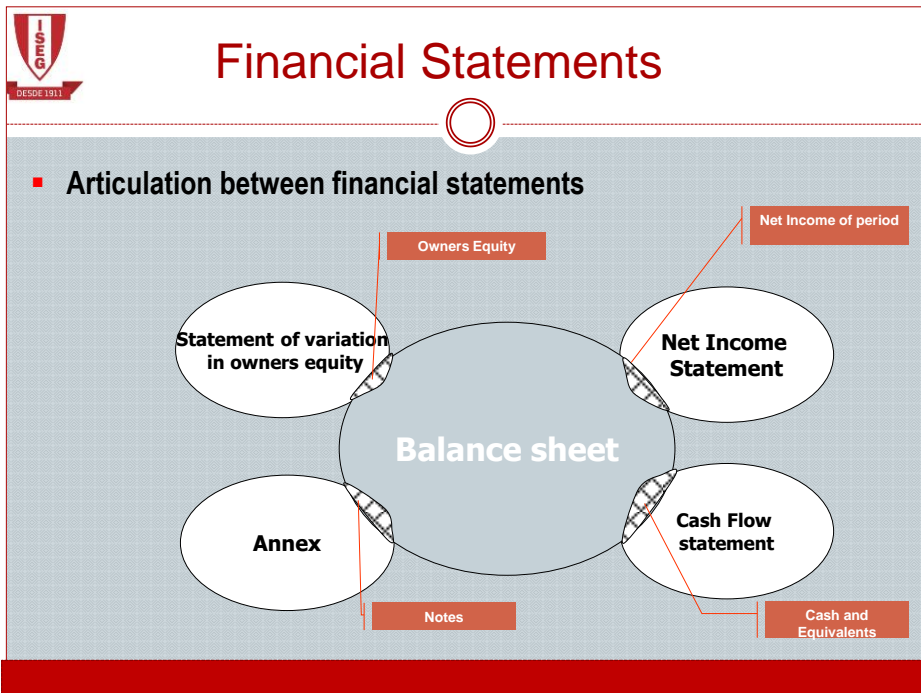 ISEG
DESDE 1911
Financial Statements
Articulation between financial statements
Net Income of period
Owners Equity
Statement of variation
in owners equity
Net Income
Statement
Balance sheet
Annex
Cash Flow
statement
Notes
Cash and
Equivalents